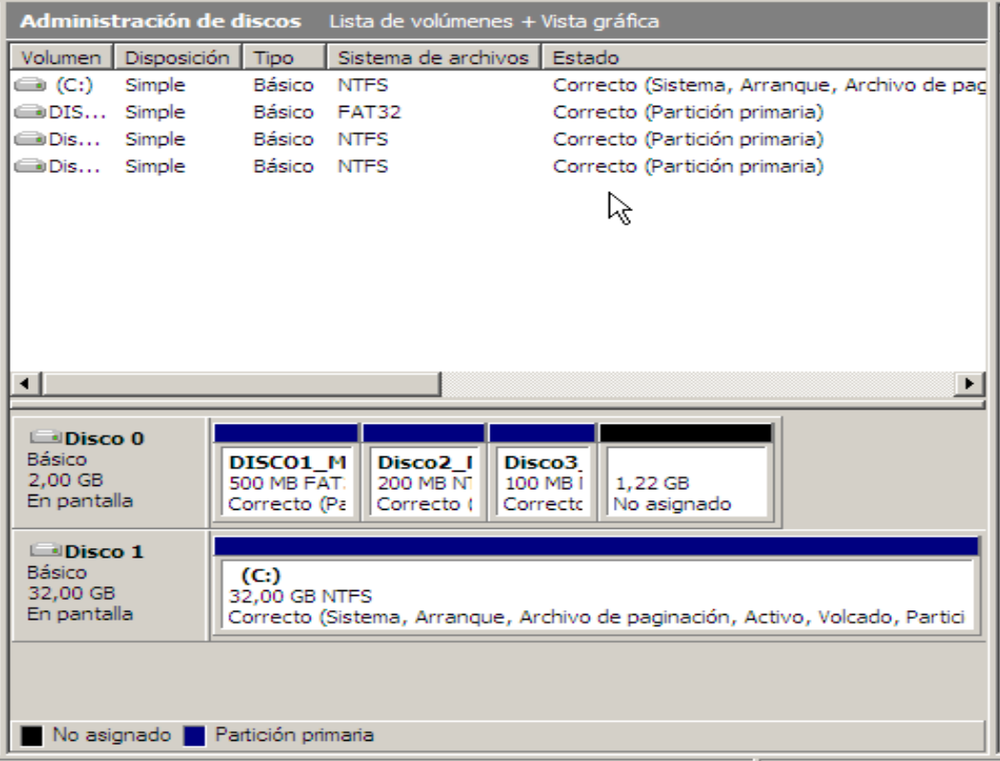 Administración de discos Lista de volúmenes + Vista gráfica
Volumen Disposición Tipo Sistema de archivos Estado
(C:) Simple Básico NTFS Correcto (Sistema, Arranque, Archivo de pag
DIS... Simple Básico FAT32 Correcto (Partición primaria)
Dis... Simple Básico NTFS Correcto (Partición primaria)
Dis... Simple Básico NTFS Correcto (Partición primaria)
Disco 0
Básico
2,00 GB
En pantalla
DISCO1_M
500 MB FAT
Correcto (Pa
Disco2_
200 MB NT
Correcto (
Disco3_
100 MB
Correcto
1,22 GB
No asignado
Disco 1
Básico
32,00 GB
En pantalla
(C:)
32,00 GB NTFS
Correcto (Sistema, Arranque, Archivo de paginación, Activo, Volcado, Partici
No asignado Partición primaria